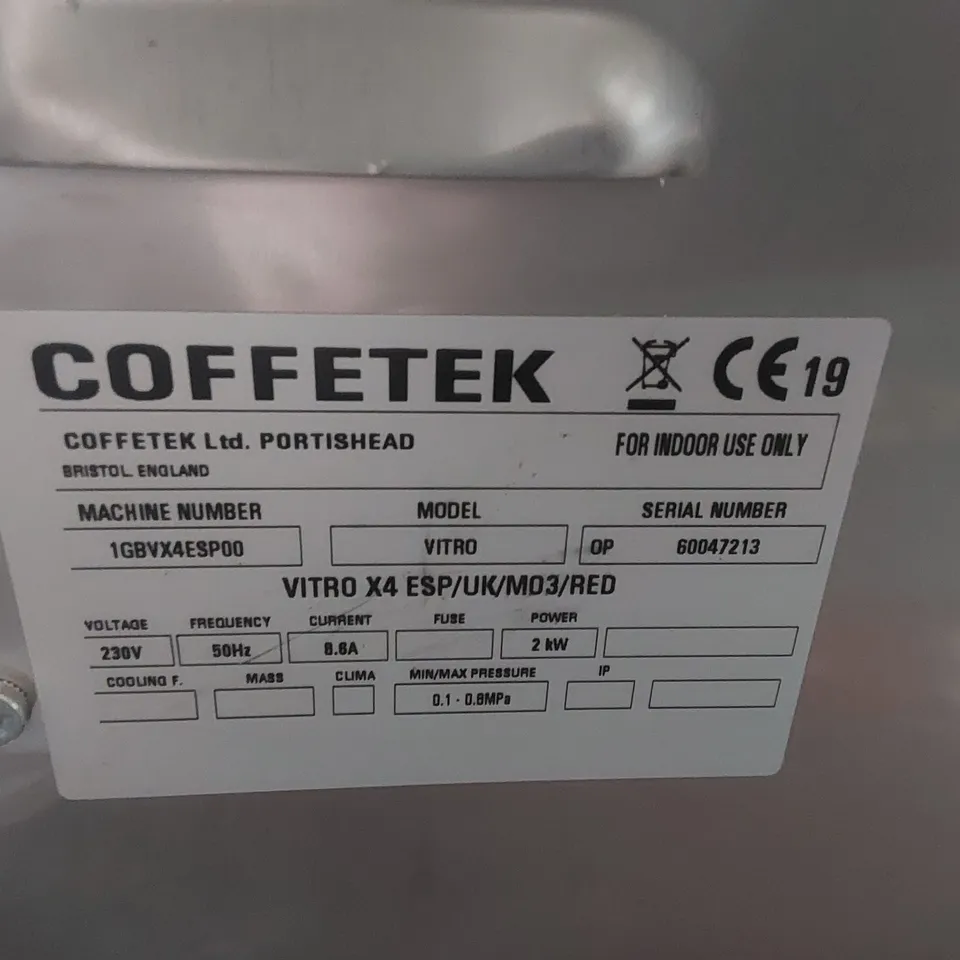 COFFETEK
CE 19
COFFETEK Ltd. PORTISHEAD
FOR INDOOR USE ONLY
BRISTOL. ENGLAND
MACHINE NUMBER MODEL SERIAL NUMBER
1GBVX4ESP00 VITRO OP 60047213
VITRO X4 ESP/UK/MO3/RED
VOLTAGE FREQUENCY CURRENT FUSE POWER
230V 50Hz 8.6A 2 kW
COOLING F. MASS CLIMA MIN/MAX PRESSURE IP
0.1 - 0.8MPa